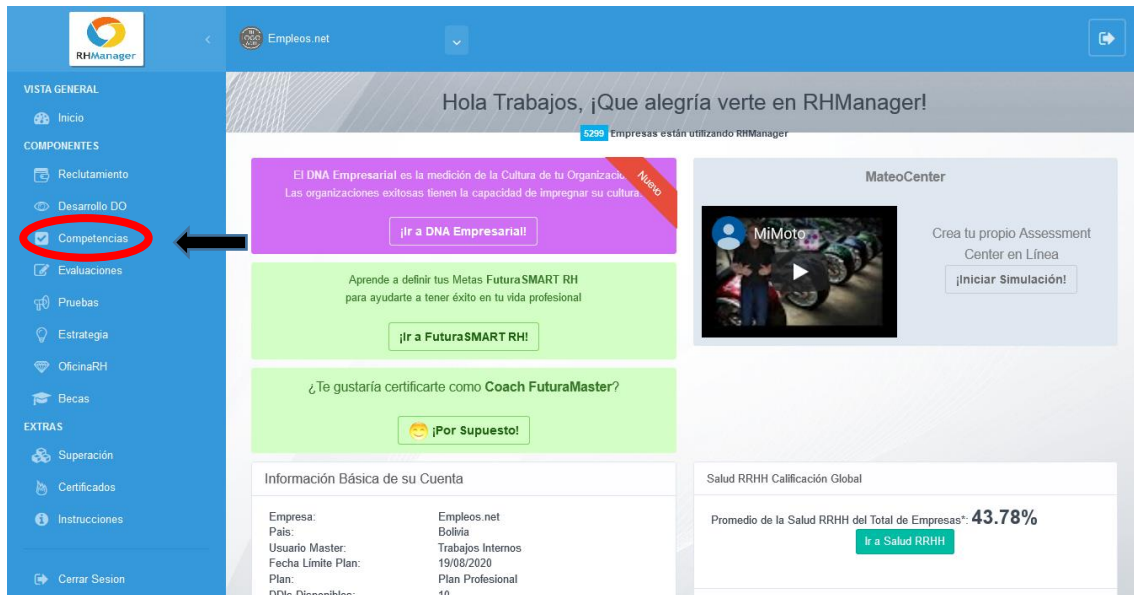 RHManager
Empleos.net
VISTA GENERAL
Inicio
COMPONENTES
Reclutamiento
Desarrollo DO
Competencias
Evaluaciones
Pruebas
Estrategia
OficinaRH
Becas
EXTRAS
Superación
Certificados
Instrucciones
Cerrar Sesion
Hola Trabajos, ¡Que alegría verte en RHManager!
5299 Empresas están utilizando RHManager
El DNA Empresarial es la medición de la Cultura de tu
Las organizaciones exitosas tienen la capacidad de impregnar su cultura.
Nuevo
¡Ir a DNA Empresarial!
Aprende a definir tus Metas FuturaSMART RH
para ayudarte a tener éxito en tu vida profesional
¡Ir a FuturaSMART RH!
¿Te gustaría certificarte como Coach FuturaMaster?
¡Por Supuesto!
MateoCenter
MiMoto
Crea tu propio Assessment
Center en Línea
¡Iniciar Simulación!
Información Básica de su Cuenta
Empresa: Empleos.net
Pais: Bolivia
Usuario Master: Trabajos Internos
Fecha Límite Plan: 19/08/2020
Plan: Plan Profesional
Salud RRHH Calificación Global
Promedio de la Salud RRHH del Total de Empresas*: 43.78%
Ir a Salud RRHH